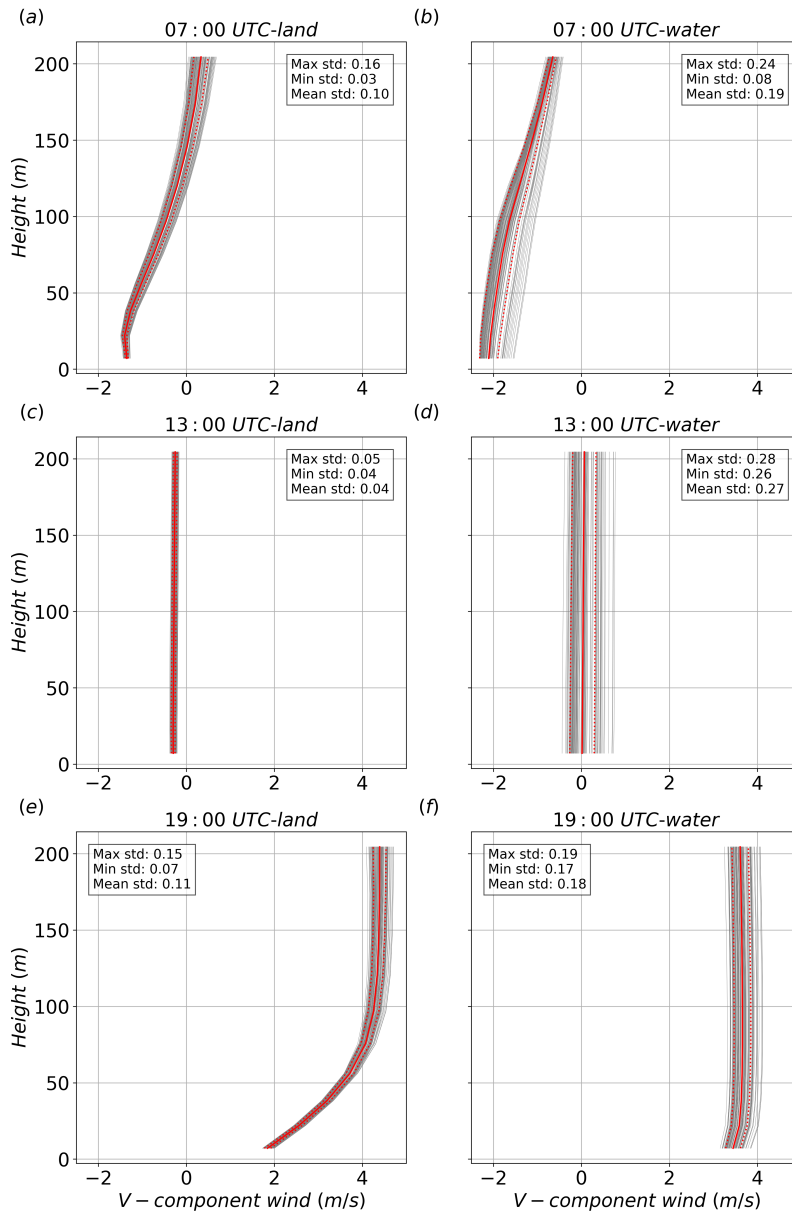 (a)
07 : 00 UTC-land
Max std: 0.16
Min std: 0.03
Mean std: 0.10
Height (m)
200
150
100
50
0
−2 0 2 4
(b)
07 : 00 UTC-water
Max std: 0.24
Min std: 0.08
Mean std: 0.19
−2 0 2 4
(c)
13 : 00 UTC-land
Max std: 0.05
Min std: 0.04
Mean std: 0.04
Height (m)
200
150
100
50
0
−2 0 2 4
(d)
13 : 00 UTC-water
Max std: 0.28
Min std: 0.26
Mean std: 0.27
−2 0 2 4
(e)
19 : 00 UTC-land
Max std: 0.15
Min std: 0.07
Mean std: 0.11
Height (m)
200
150
100
50
0
−2 0 2 4
V − component wind (m/s)
(f)
19 : 00 UTC-water
Max std: 0.19
Min std: 0.17
Mean std: 0.18
−2 0 2 4
V − component wind (m/s)